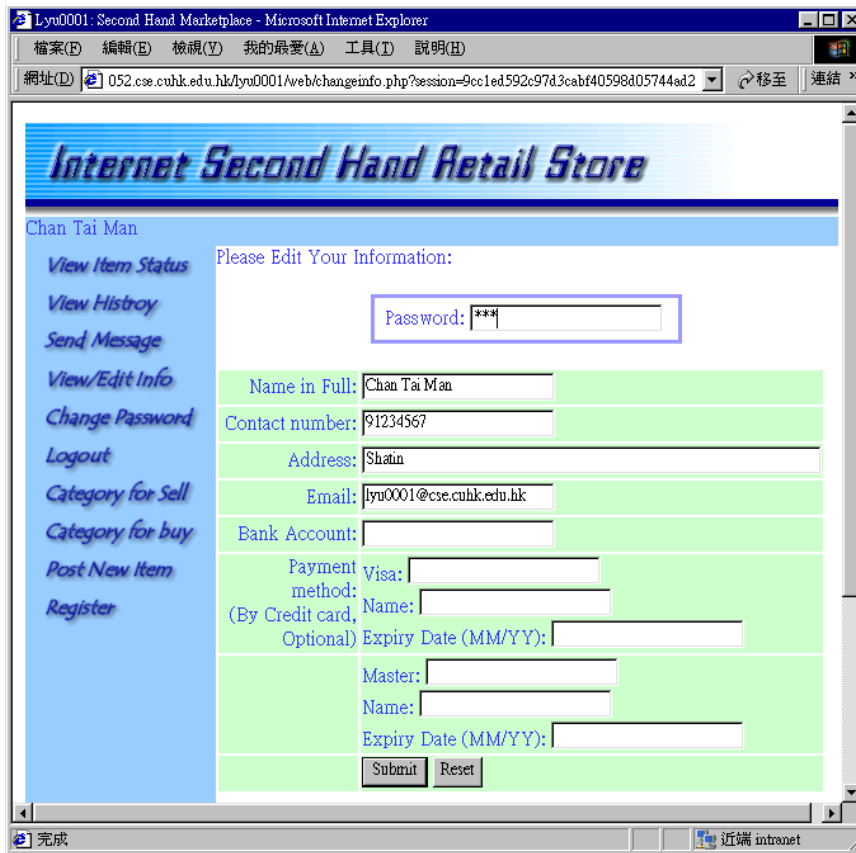 Lyu0001: Second Hand Marketplace - Microsoft Internet Explorer
檔案(F) 編輯(E) 檢視(V) 我的最愛(A) 工具(T) 說明(H)
網址(D) 052.cse.cuhk.edu.hk/lyu0001/web/changeinfo.php?session=9cc1ed592c97d3cabf40598d05744ad2 移至 連結 »
Internet Second Hand Retail Store
Chan Tai Man
View Item Status
View Histroy
Send Message
View/Edit Info
Change Password
Logout
Category for Sell
Category for buy
Post New Item
Register
Please Edit Your Information:
Password: ***
Name in Full: Chan Tai Man
Contact number: 91234567
Address: Shatin
Email: lyu0001@cse.cuhk.edu.hk
Bank Account:
Payment method: (By Credit card, Optional)
Visa:
Name:
Expiry Date (MM/YY):
Master:
Name:
Expiry Date (MM/YY):
Submit Reset
完成 近端 intranet